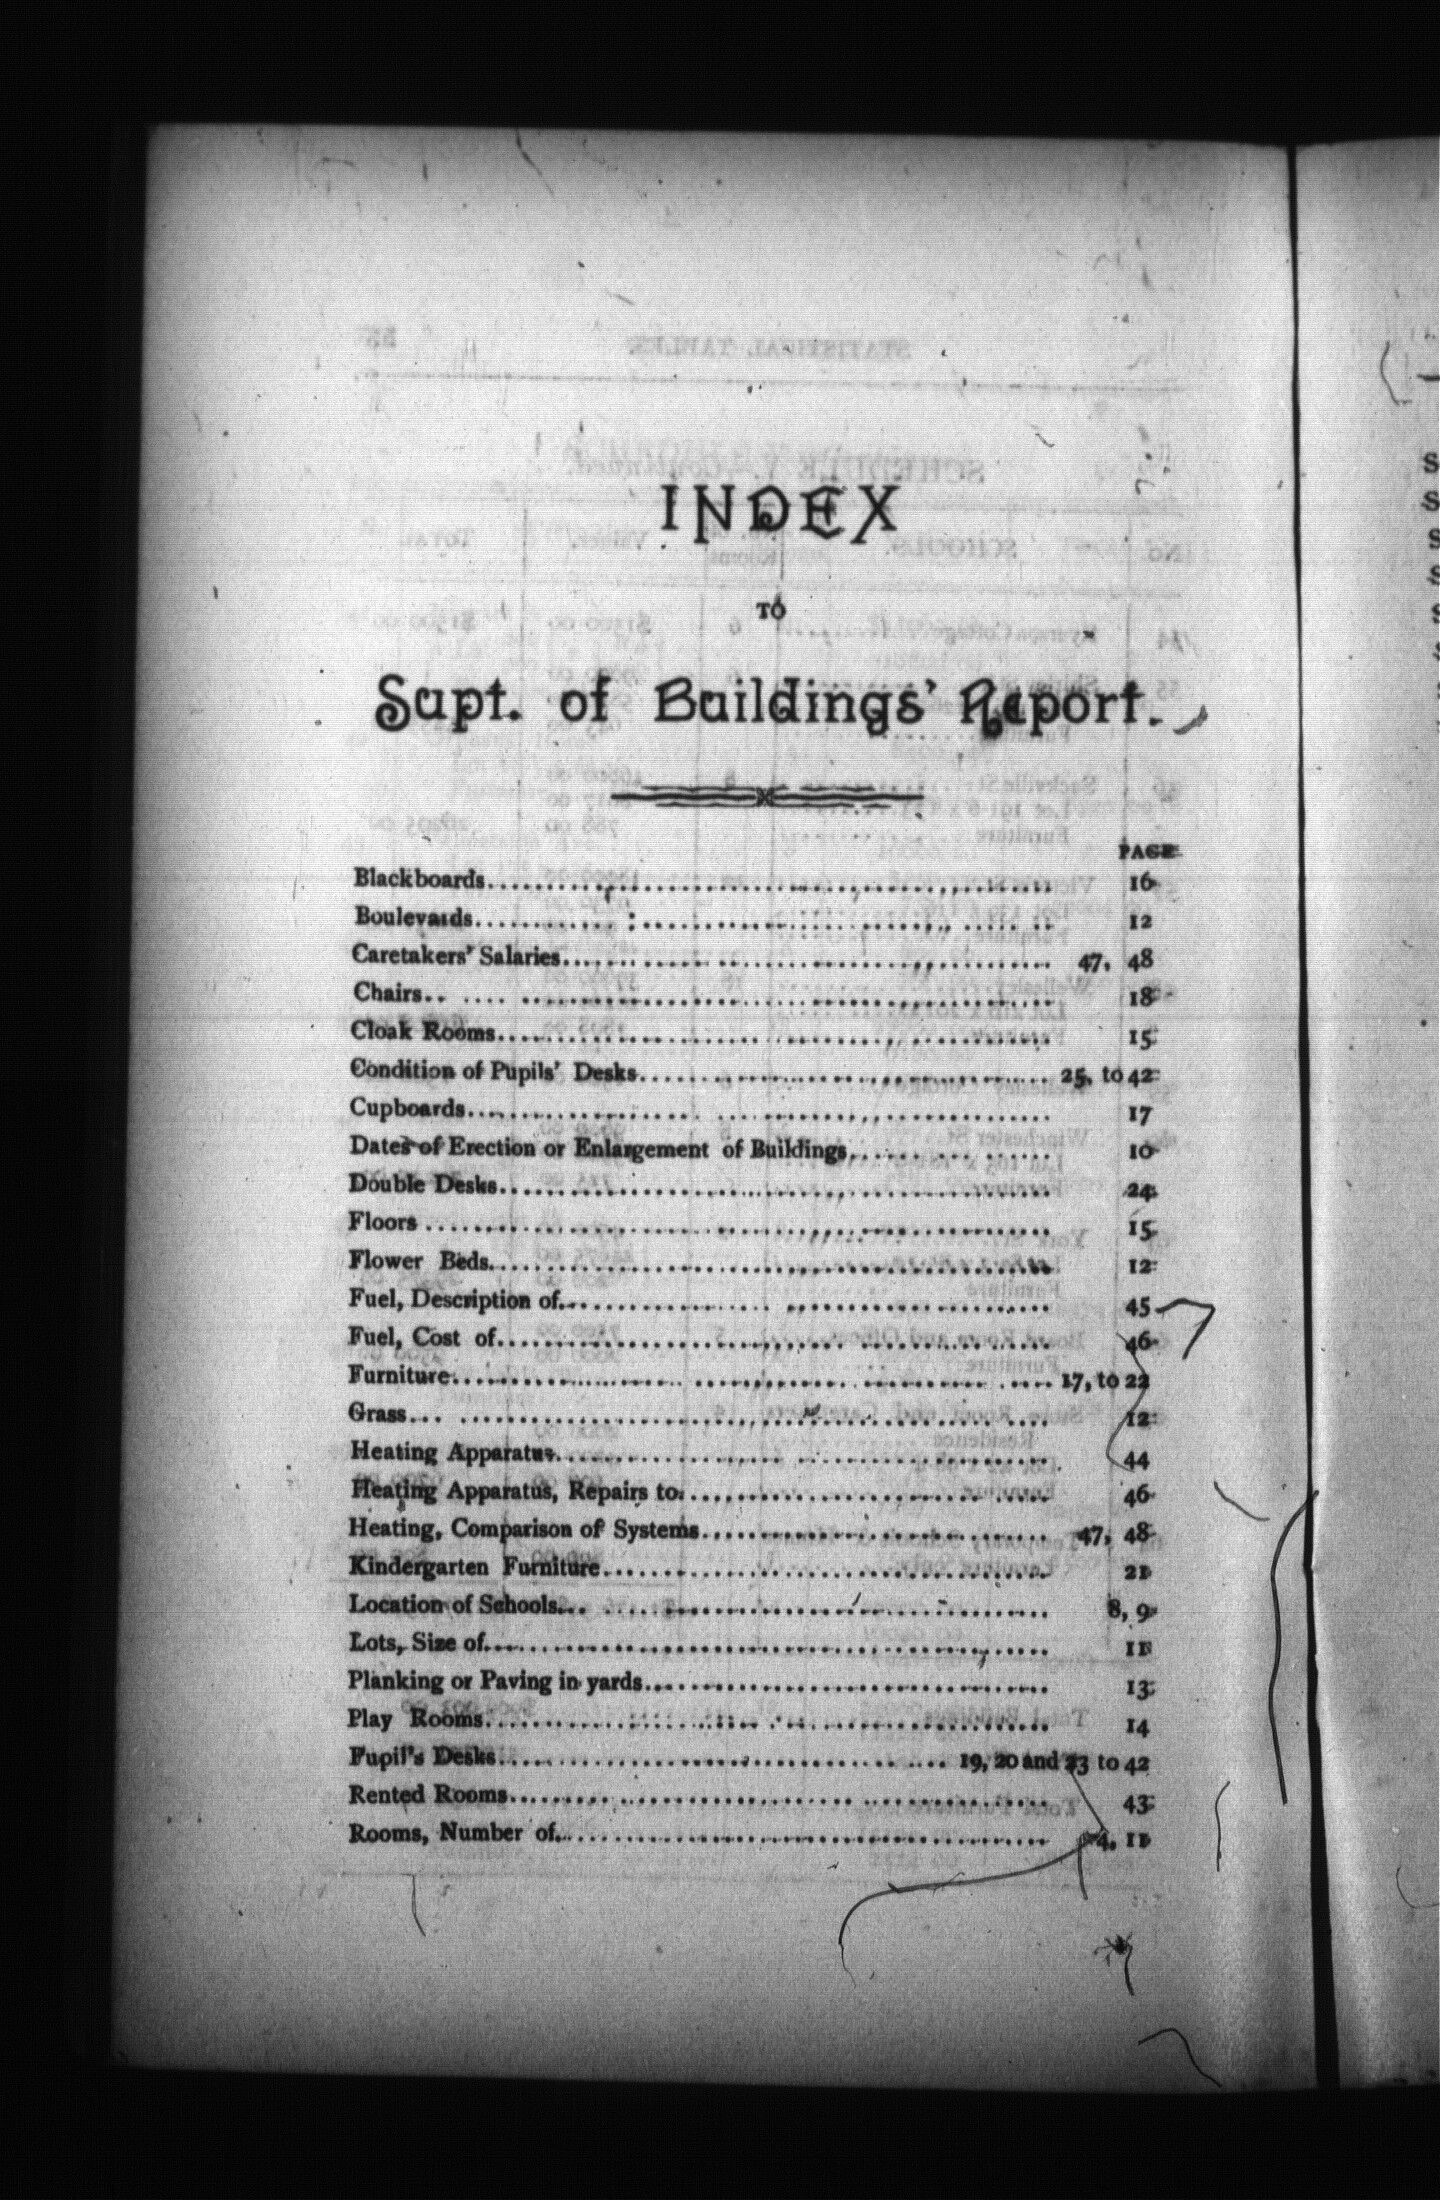 INDEX
TO
Supt. of Buildings' Report.
PAGE
Blackboards.................... 16
Boulevards.................... 12
Caretakers' Salaries.................... 47, 48
Chairs.................... 18
Cloak Rooms.................... 15
Condition of Pupils' Desks.................... 25, to 42
Cupboards.................... 17
Dates of Erection or Enlargement of Buildings.................... 10
Double Desks.................... 24
Floors.................... 15
Flower Beds.................... 12
Fuel, Description of.................... 45
Fuel, Cost of.................... 46
Furniture.................... 17, to 22
Grass.................... 12
Heating Apparatus.................... 44
Heating Apparatus, Repairs to.................... 46
Heating, Comparison of Systems.................... 47, 48
Kindergarten Furniture.................... 21
Location of Schools.................... 8, 9
Lots, Size of.................... 11
Planking or Paving in yards.................... 13
Play Rooms.................... 14
Pupil's Desks.................... 19, 20 and 23 to 42
Rented Rooms.................... 43
Rooms, Number of.................... 4, 11